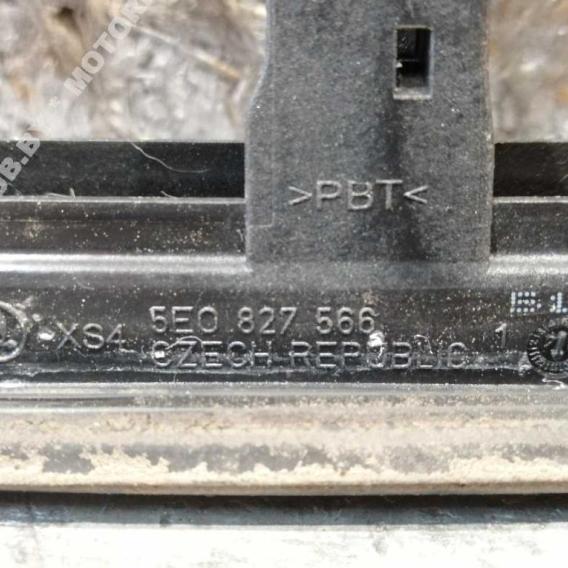 >PBT<
5E0 827 566
XS4 CZECH REPUBLIC 1